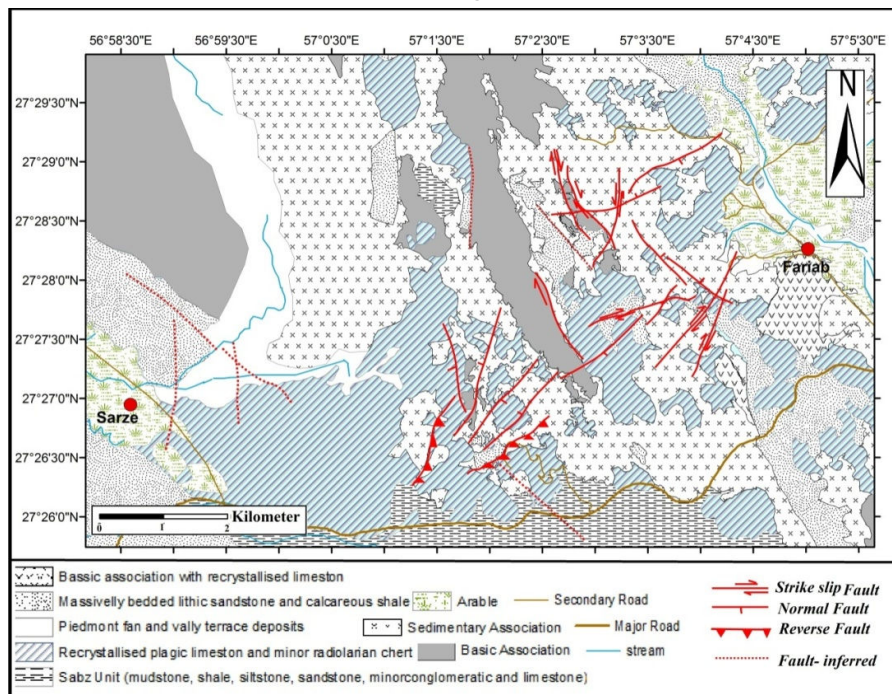 56°58'30"E 56°59'30"E 57°0'30"E 57°1'30"E 57°2'30"E 57°3'30"E 57°4'30"E 57°5'30"E
27°29'30"N
N
27°29'0"N
27°28'30"N
Fariab
27°28'0"N
27°27'30"N
27°27'0"N
Sarze
27°26'30"N
27°26'0"N
Kilometer
0 1 2
Bassic association with recrystallised limeston
Massivelly bedded lithic sandstone and calcareous shale Arable Secondary Road
Piedmont fan and vally terrace deposits Sedimentary Association Major Road
Recrystallised plagic limeston and minor radiolarian chert Basic Association stream
Sabz Unit (mudstone, shale, siltstone, sandstone, minorconglomeratic and limestone)
Strike slip Fault
Normal Fault
Reverse Fault
Fault- inferred